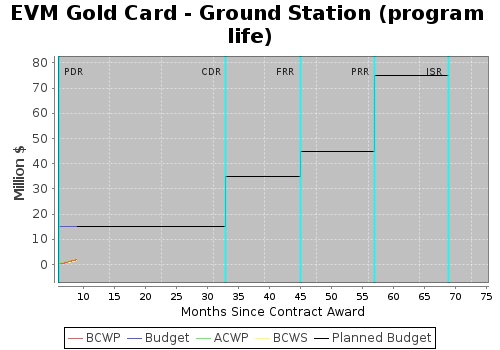 EVM Gold Card - Ground Station (program
life)
PDR CDR FRR PRR ISR
80
70
60
50
40
30
20
10
0
Million $
10 15 20 25 30 35 40 45 50 55 60 65 70 75
Months Since Contract Award
BCWP Budget ACWP BCWS Planned Budget